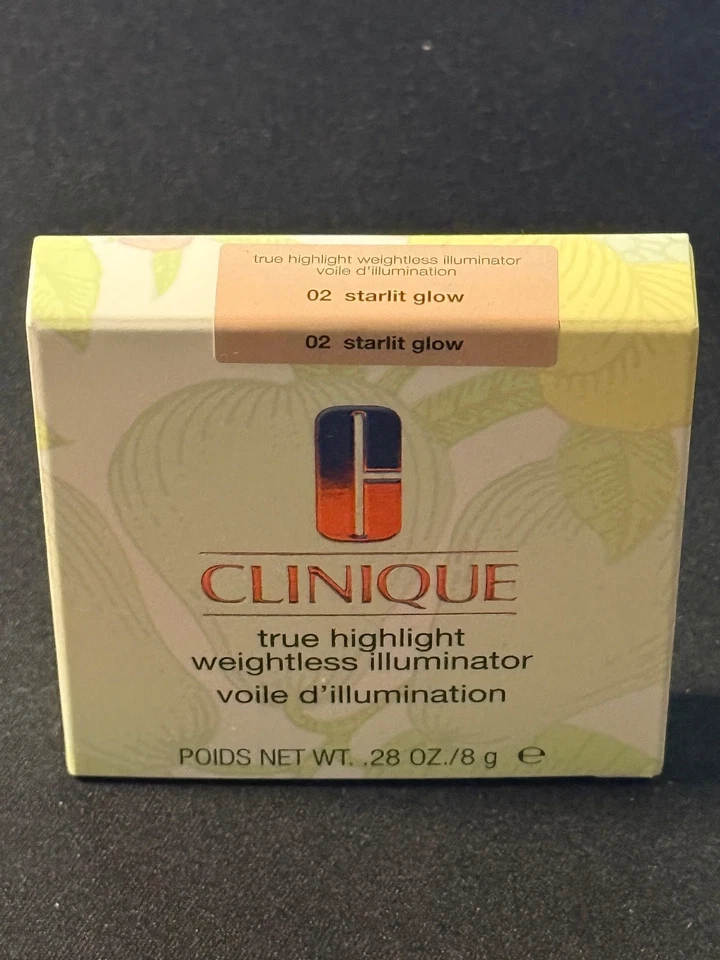 true highlight weightless illuminator
voile d'illumination
02 starlit glow
02 starlit glow
CLINIQUE
true highlight
weightless illuminator
voile d'illumination
POIDS NET WT. .28 OZ./8 g ℮